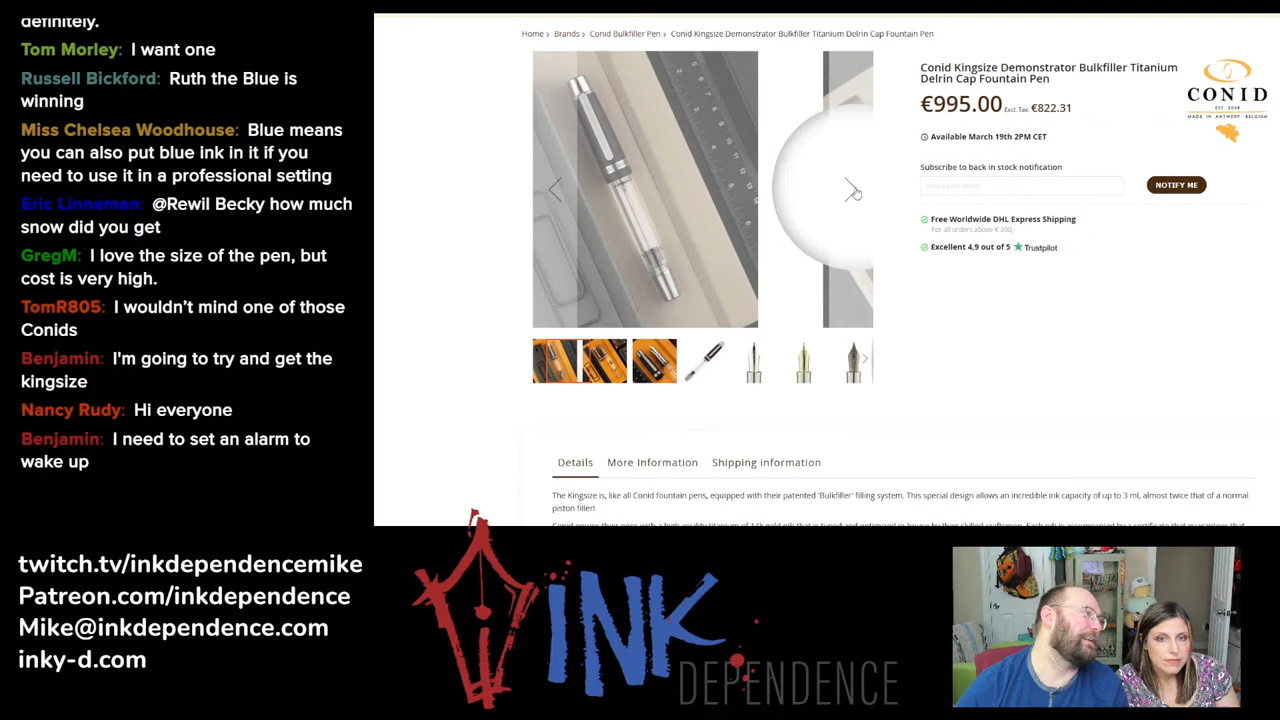 definitely.
Tom Morley: I want one
Russell Bickford: Ruth the Blue is
winning
Miss Chelsea Woodhouse: Blue means
you can also put blue ink in it if you
need to use it in a professional setting
Eric Linneman: @Rewil Becky how much
snow did you get
GregM: I love the size of the pen, but
cost is very high.
TomR805: I wouldn't mind one of those
Conids
Benjamin: I'm going to try and get the
kingsize
Nancy Rudy: Hi everyone
Benjamin: I need to set an alarm to
wake up
Home › Brands › Conid Bulkfiller Pen › Conid Kingsize Demonstrator Bulkfiller Titanium Delrin Cap Fountain Pen
Conid Kingsize Demonstrator Bulkfiller Titanium
Delrin Cap Fountain Pen
€995.00 Excl. Tax: €822.31
CONID
EST. 2009
MADE IN ANTWERP - BELGIUM
Available March 19th 2PM CET
Subscribe to back in stock notification
NOTIFY ME
Free Worldwide DHL Express Shipping
For all orders above € 300,-
Excellent 4,9 out of 5 Trustpilot
Details More Information Shipping information
The Kingsize is, like all Conid fountain pens, equipped with their patented 'Bulkfiller' filling system. This special design allows an incredible ink capacity of up to 3 ml, almost twice that of a normal
piston filler!
twitch.tv/inkdependencemike
Patreon.com/inkdependence
Mike@inkdependence.com
inky-d.com
INK
DEPENDENCE